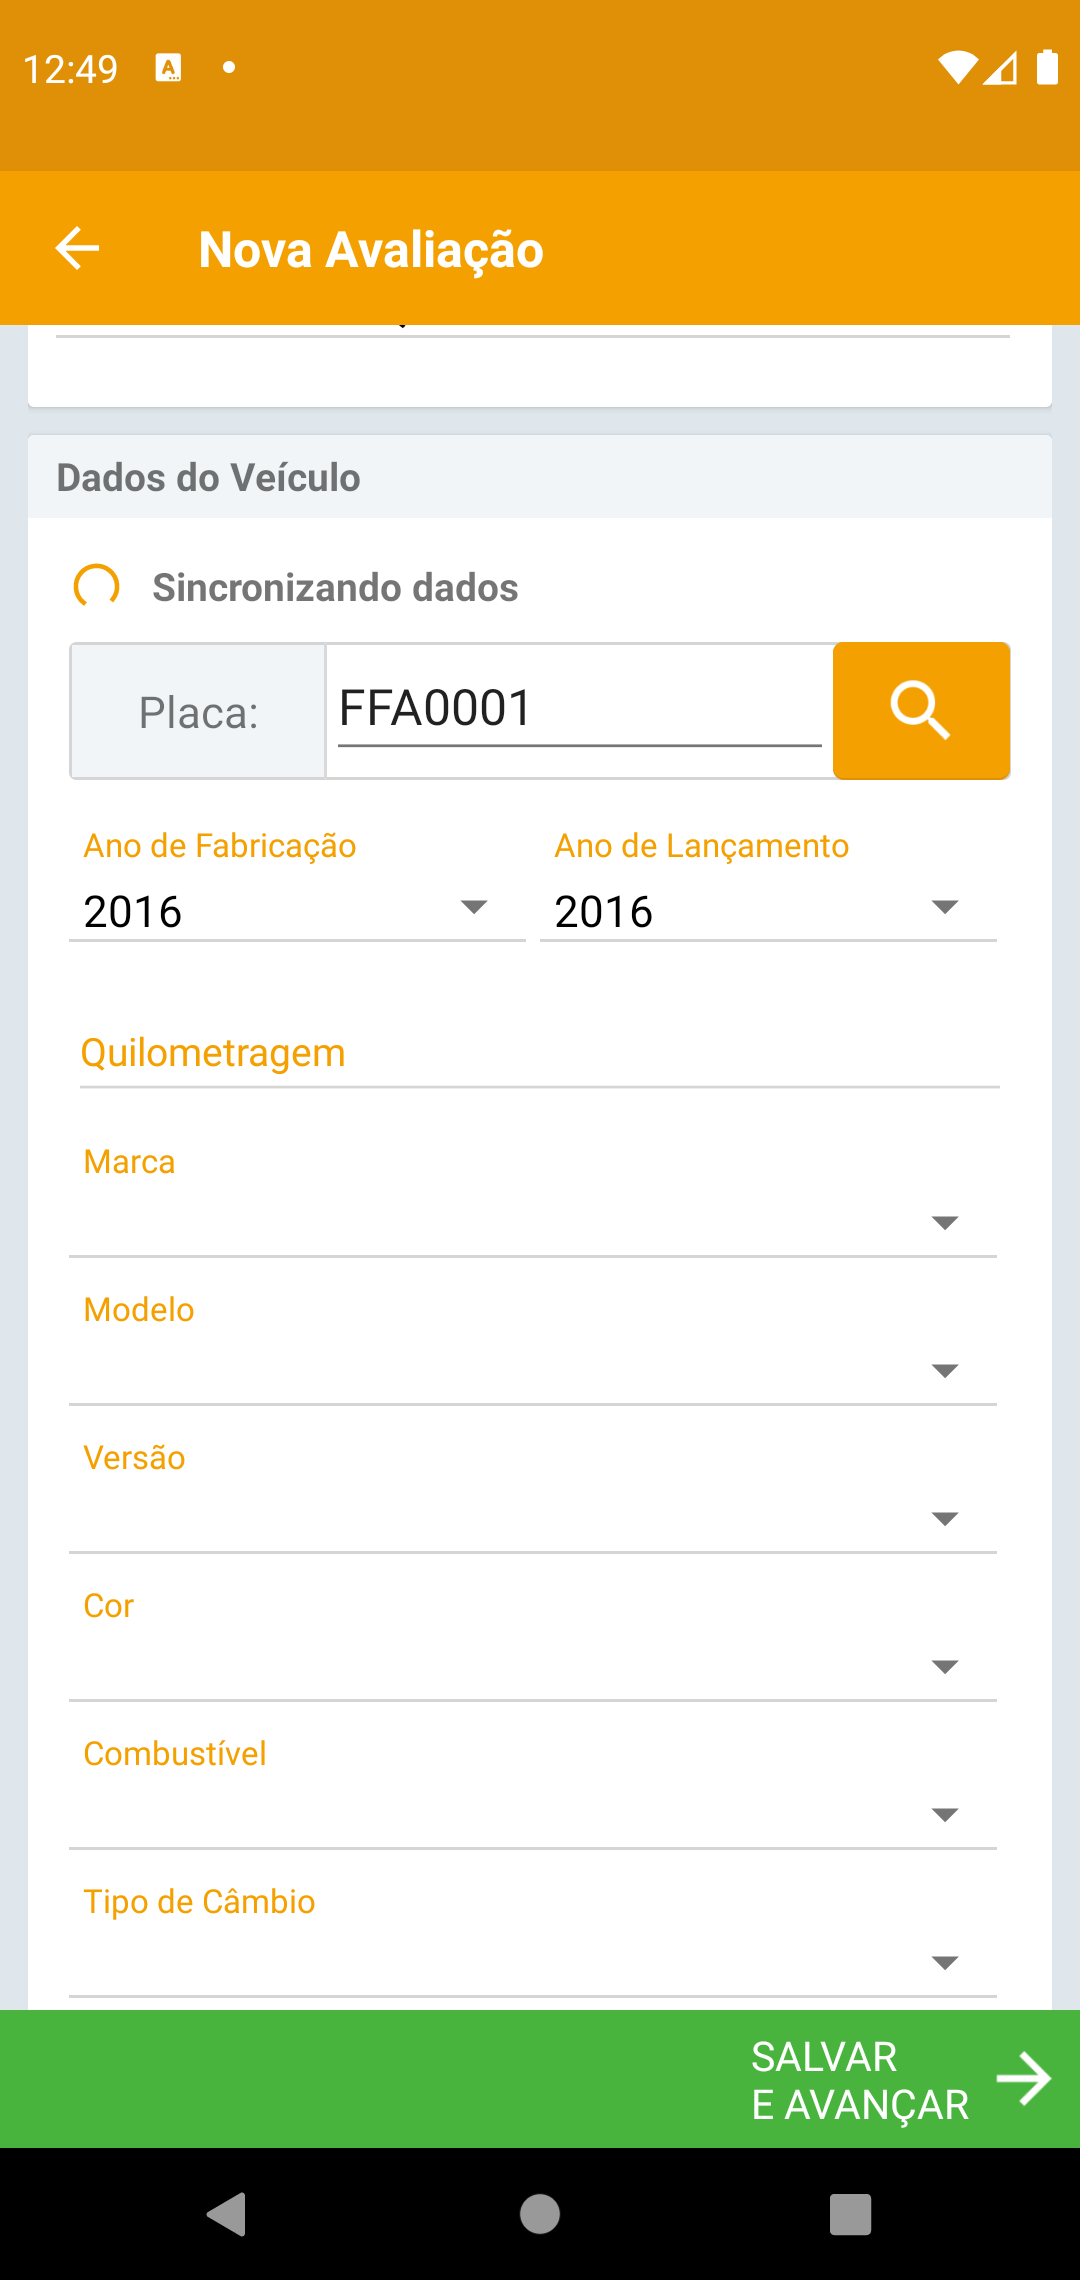 12:49
Nova Avaliação
Dados do Veículo
Sincronizando dados
Placa: FFA0001
Ano de Fabricação Ano de Lançamento
2016 2016
Quilometragem
Marca
Modelo
Versão
Cor
Combustível
Tipo de Câmbio
SALVAR
E AVANÇAR